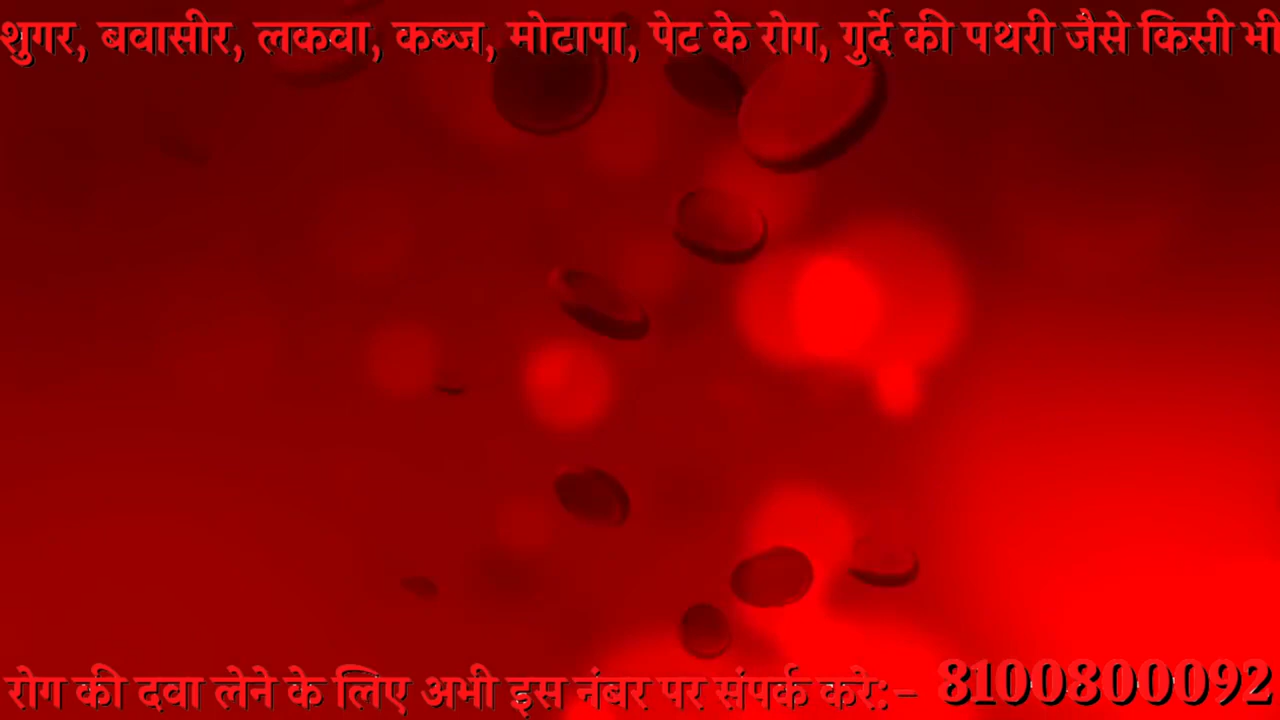 शुगर, बवासीर, लकवा, कब्ज, मोटापा, पेट के रोग, गुर्दे की पथरी जैसे किसी भी
रोग की दवा लेने के लिए अभी इस नंबर पर संपर्क करे:- 8100800092